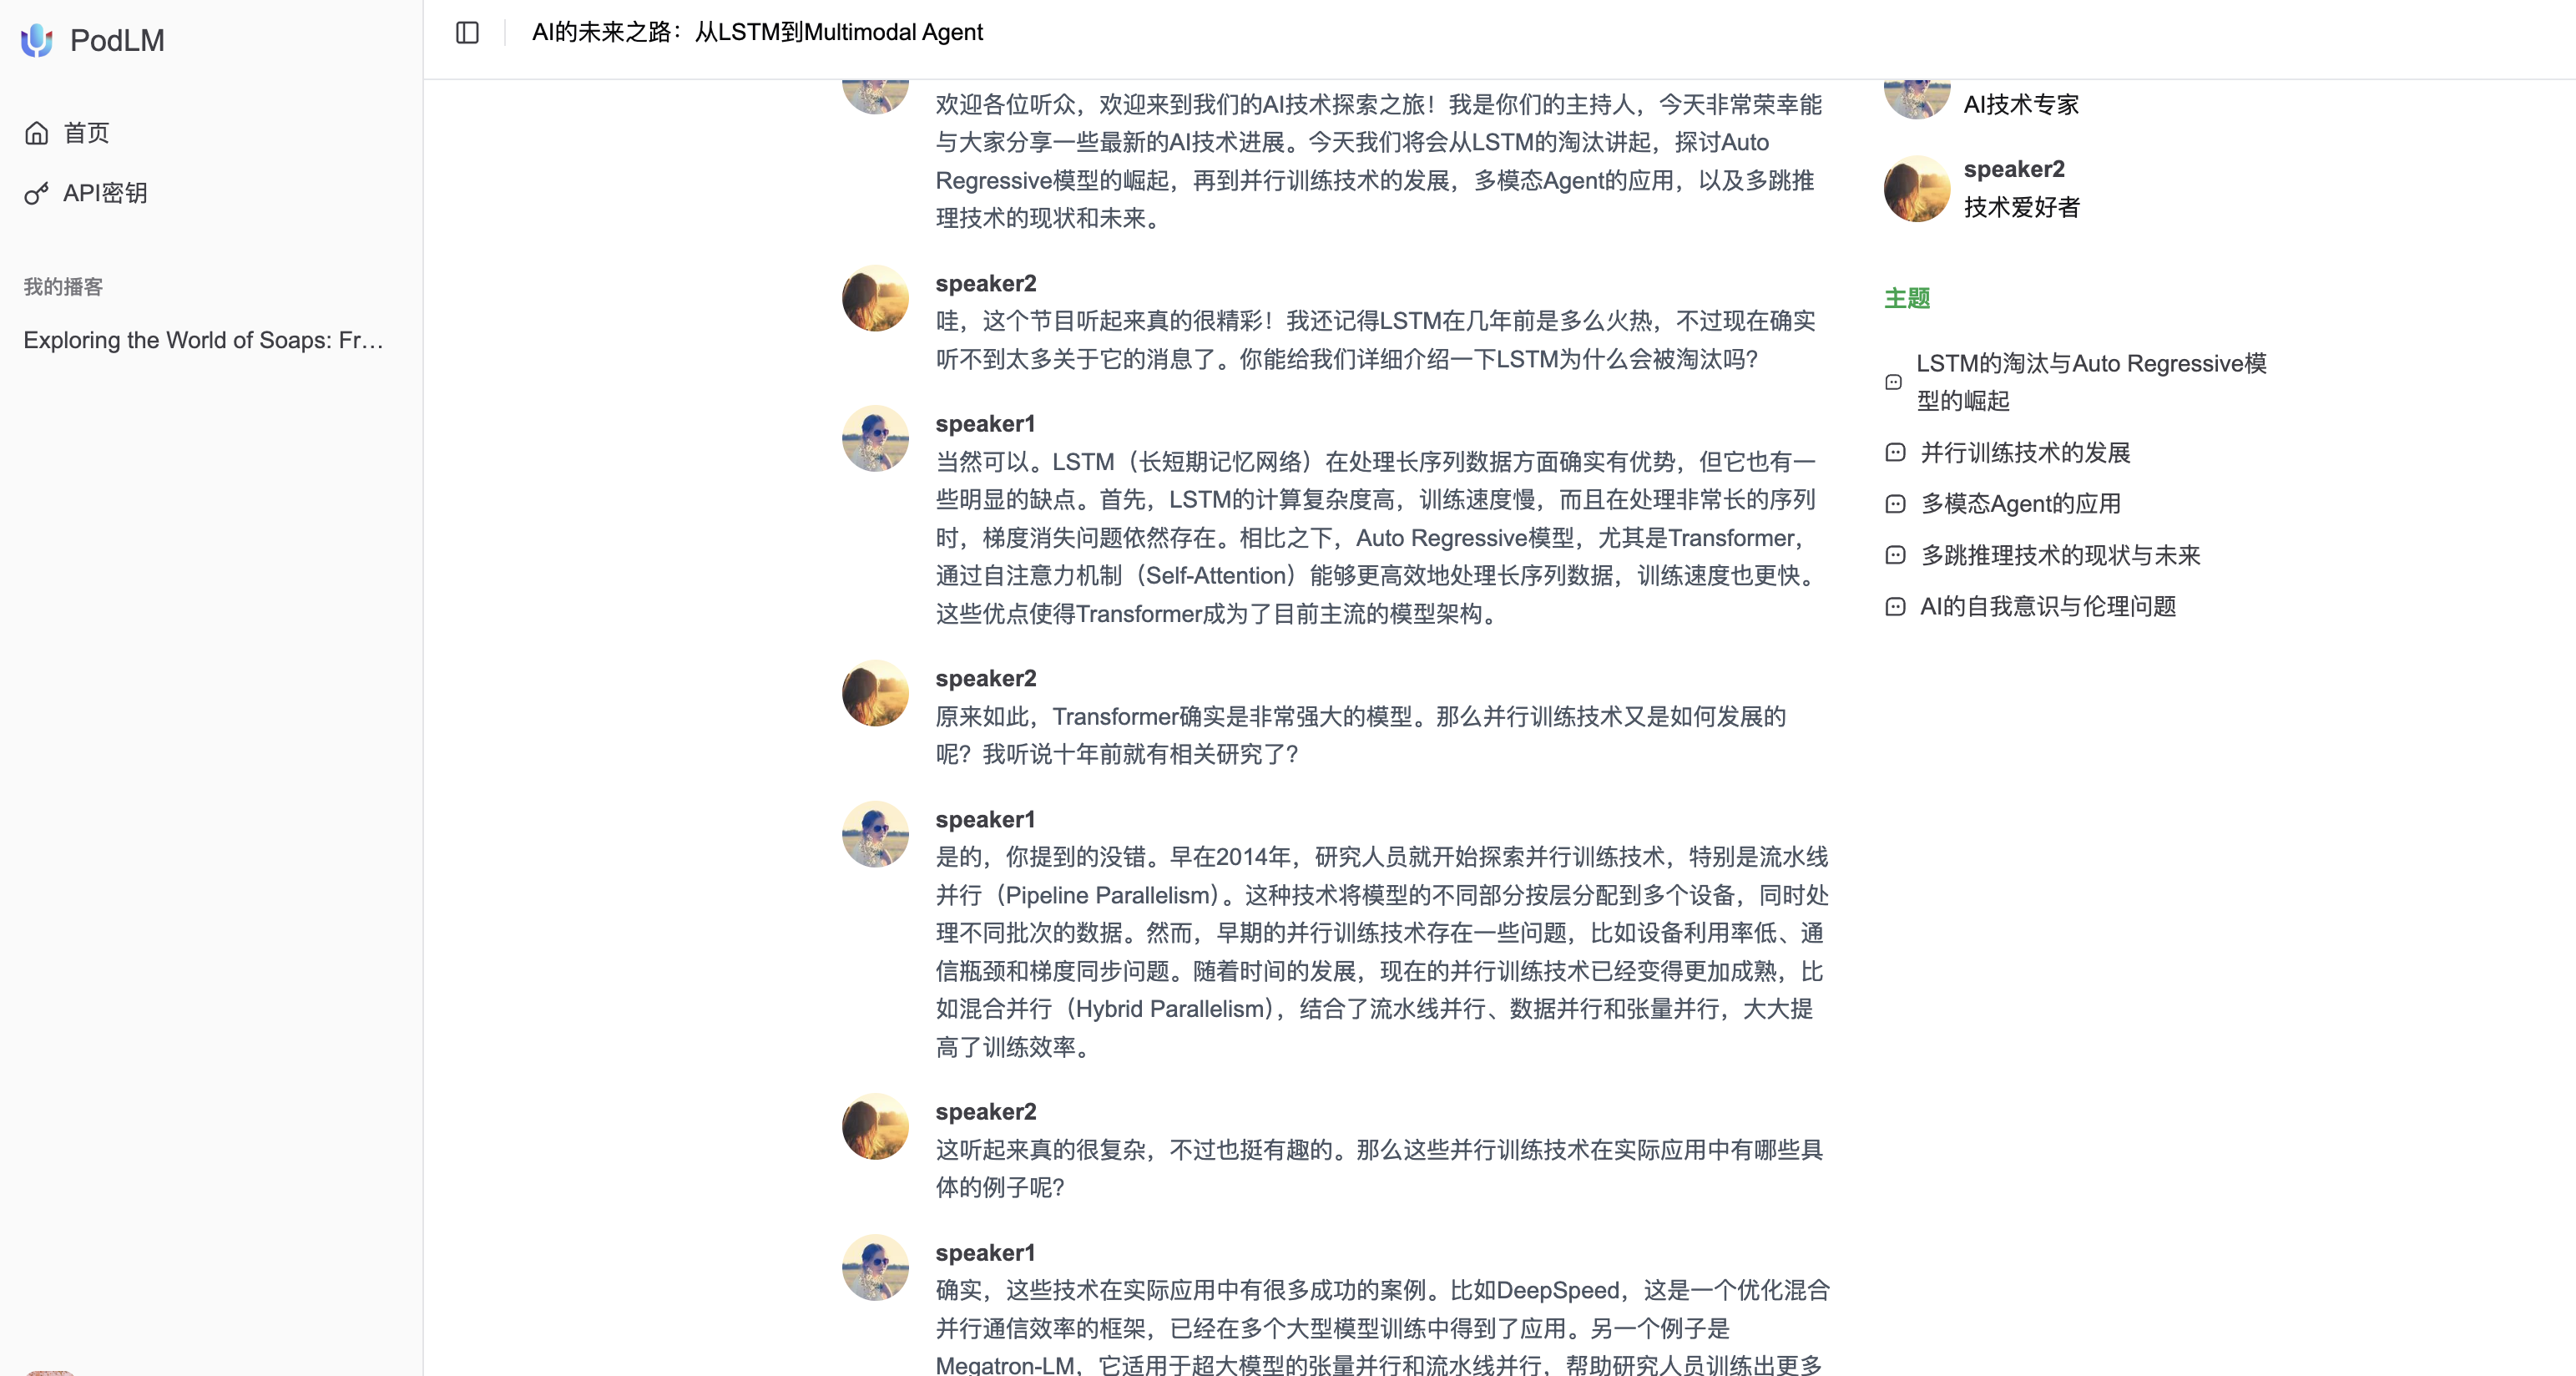 PodLM
首页
API密钥
我的播客
Exploring the World of Soaps: Fr...
AI的未来之路：从LSTM到Multimodal Agent
欢迎各位听众，欢迎来到我们的AI技术探索之旅！我是你们的主持人，今天非常荣幸能
与大家分享一些最新的AI技术进展。今天我们将会从LSTM的淘汰讲起，探讨Auto
Regressive模型的崛起，再到并行训练技术的发展，多模态Agent的应用，以及多跳推
理技术的现状和未来。
speaker2
哇，这个节目听起来真的很精彩！我还记得LSTM在几年前是多么火热，不过现在确实
听不到太多关于它的消息了。你能给我们详细介绍一下LSTM为什么会被淘汰吗？
speaker1
当然可以。LSTM（长短期记忆网络）在处理长序列数据方面确实有优势，但它也有一
些明显的缺点。首先，LSTM的计算复杂度高，训练速度慢，而且在处理非常长的序列
时，梯度消失问题依然存在。相比之下，Auto Regressive模型，尤其是Transformer，
通过自注意力机制（Self-Attention）能够更高效地处理长序列数据，训练速度也更快。
这些优点使得Transformer成为了目前主流的模型架构。
speaker2
原来如此，Transformer确实是非常强大的模型。那么并行训练技术又是如何发展的
呢？我听说十年前就有相关研究了？
speaker1
是的，你提到的没错。早在2014年，研究人员就开始探索并行训练技术，特别是流水线
并行（Pipeline Parallelism）。这种技术将模型的不同部分按层分配到多个设备，同时处
理不同批次的数据。然而，早期的并行训练技术存在一些问题，比如设备利用率低、通
信瓶颈和梯度同步问题。随着时间的发展，现在的并行训练技术已经变得更加成熟，比
如混合并行（Hybrid Parallelism），结合了流水线并行、数据并行和张量并行，大大提
高了训练效率。
speaker2
这听起来真的很复杂，不过也挺有趣的。那么这些并行训练技术在实际应用中有哪些具
体的例子呢？
speaker1
确实，这些技术在实际应用中有很多成功的案例。比如DeepSpeed，这是一个优化混合
并行通信效率的框架，已经在多个大型模型训练中得到了应用。另一个例子是
Megatron-LM，它适用于超大模型的张量并行和流水线并行，帮助研究人员训练出更多
AI技术专家
speaker2
技术爱好者
主题
LSTM的淘汰与Auto Regressive模
型的崛起
并行训练技术的发展
多模态Agent的应用
多跳推理技术的现状与未来
AI的自我意识与伦理问题